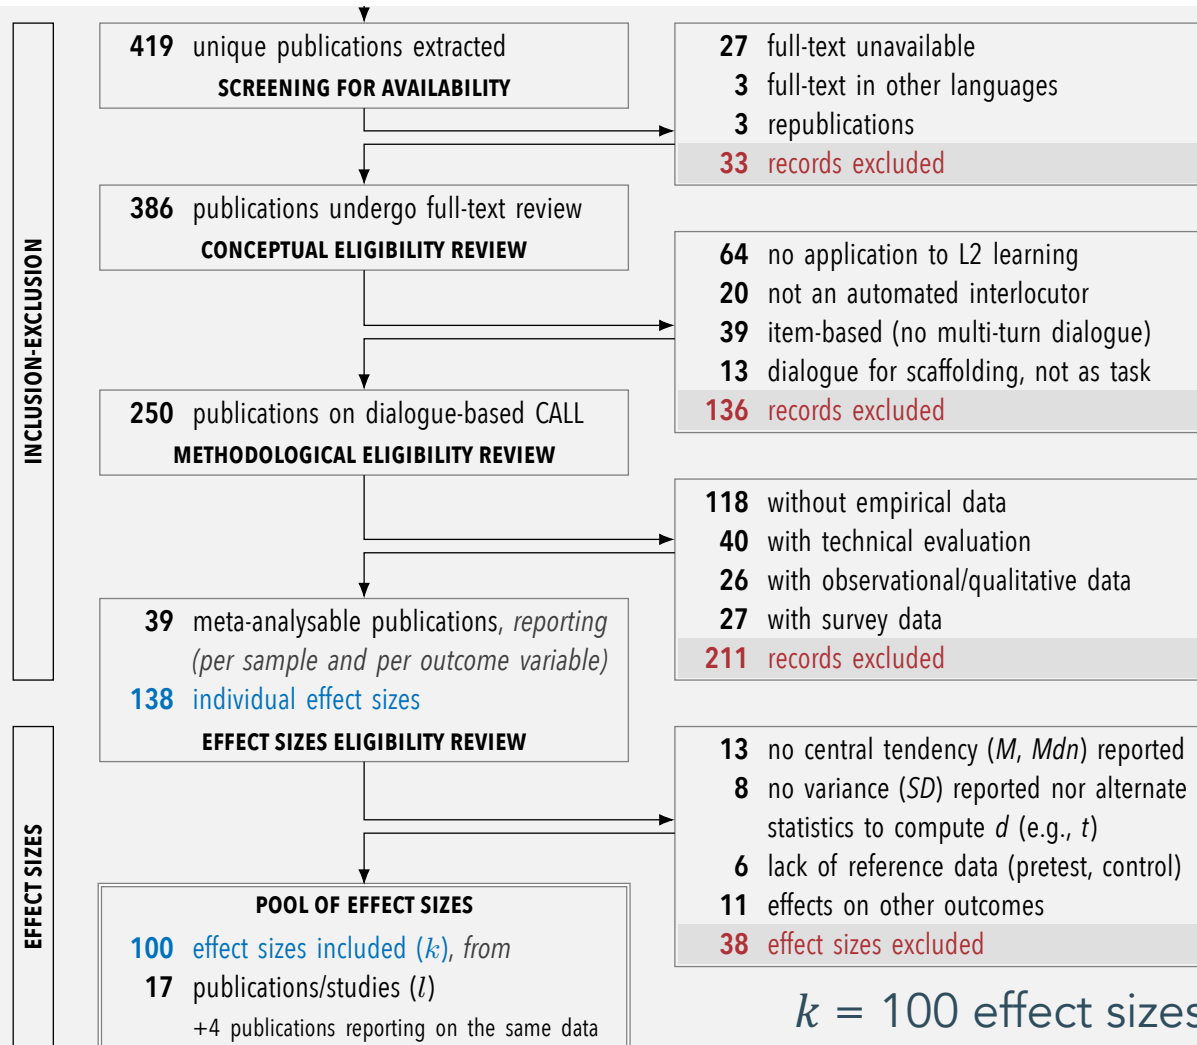 INCLUSION-EXCLUSION
419 unique publications extracted
SCREENING FOR AVAILABILITY
27 full-text unavailable
3 full-text in other languages
3 republications
33 records excluded
386 publications undergo full-text review
CONCEPTUAL ELIGIBILITY REVIEW
64 no application to L2 learning
20 not an automated interlocutor
39 item-based (no multi-turn dialogue)
13 dialogue for scaffolding, not as task
136 records excluded
250 publications on dialogue-based CALL
METHODOLOGICAL ELIGIBILITY REVIEW
118 without empirical data
40 with technical evaluation
26 with observational/qualitative data
27 with survey data
211 records excluded
39 meta-analysable publications, reporting
(per sample and per outcome variable)
138 individual effect sizes
EFFECT SIZES ELIGIBILITY REVIEW
EFFECT SIZES
13 no central tendency (M, Mdn) reported
8 no variance (SD) reported nor alternate
statistics to compute d (e.g., t)
6 lack of reference data (pretest, control)
11 effects on other outcomes
38 effect sizes excluded
POOL OF EFFECT SIZES
100 effect sizes included (k), from
17 publications/studies (l)
+4 publications reporting on the same data
k = 100 effect sizes